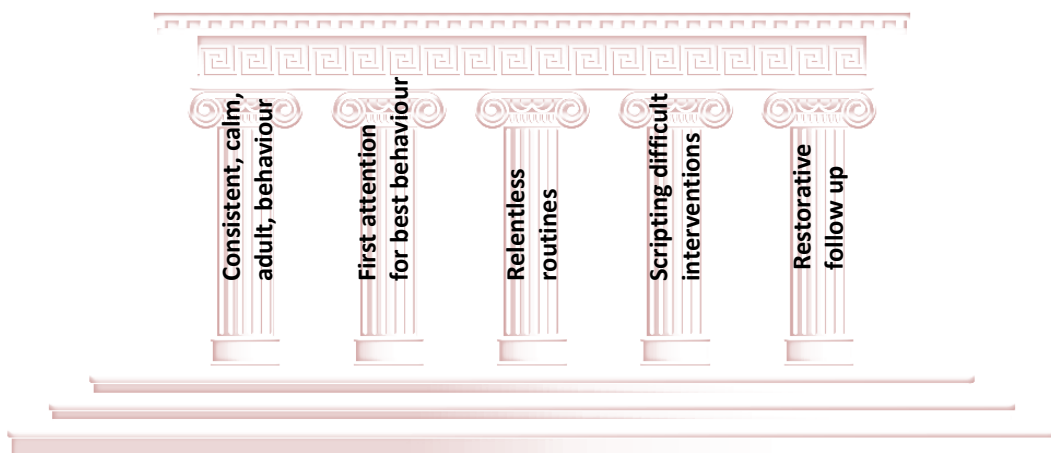 Consistent, calm,
adult, behaviour
First attention
for best behaviour
Relentless
routines
Scripting difficult
interventions
Restorative
follow up